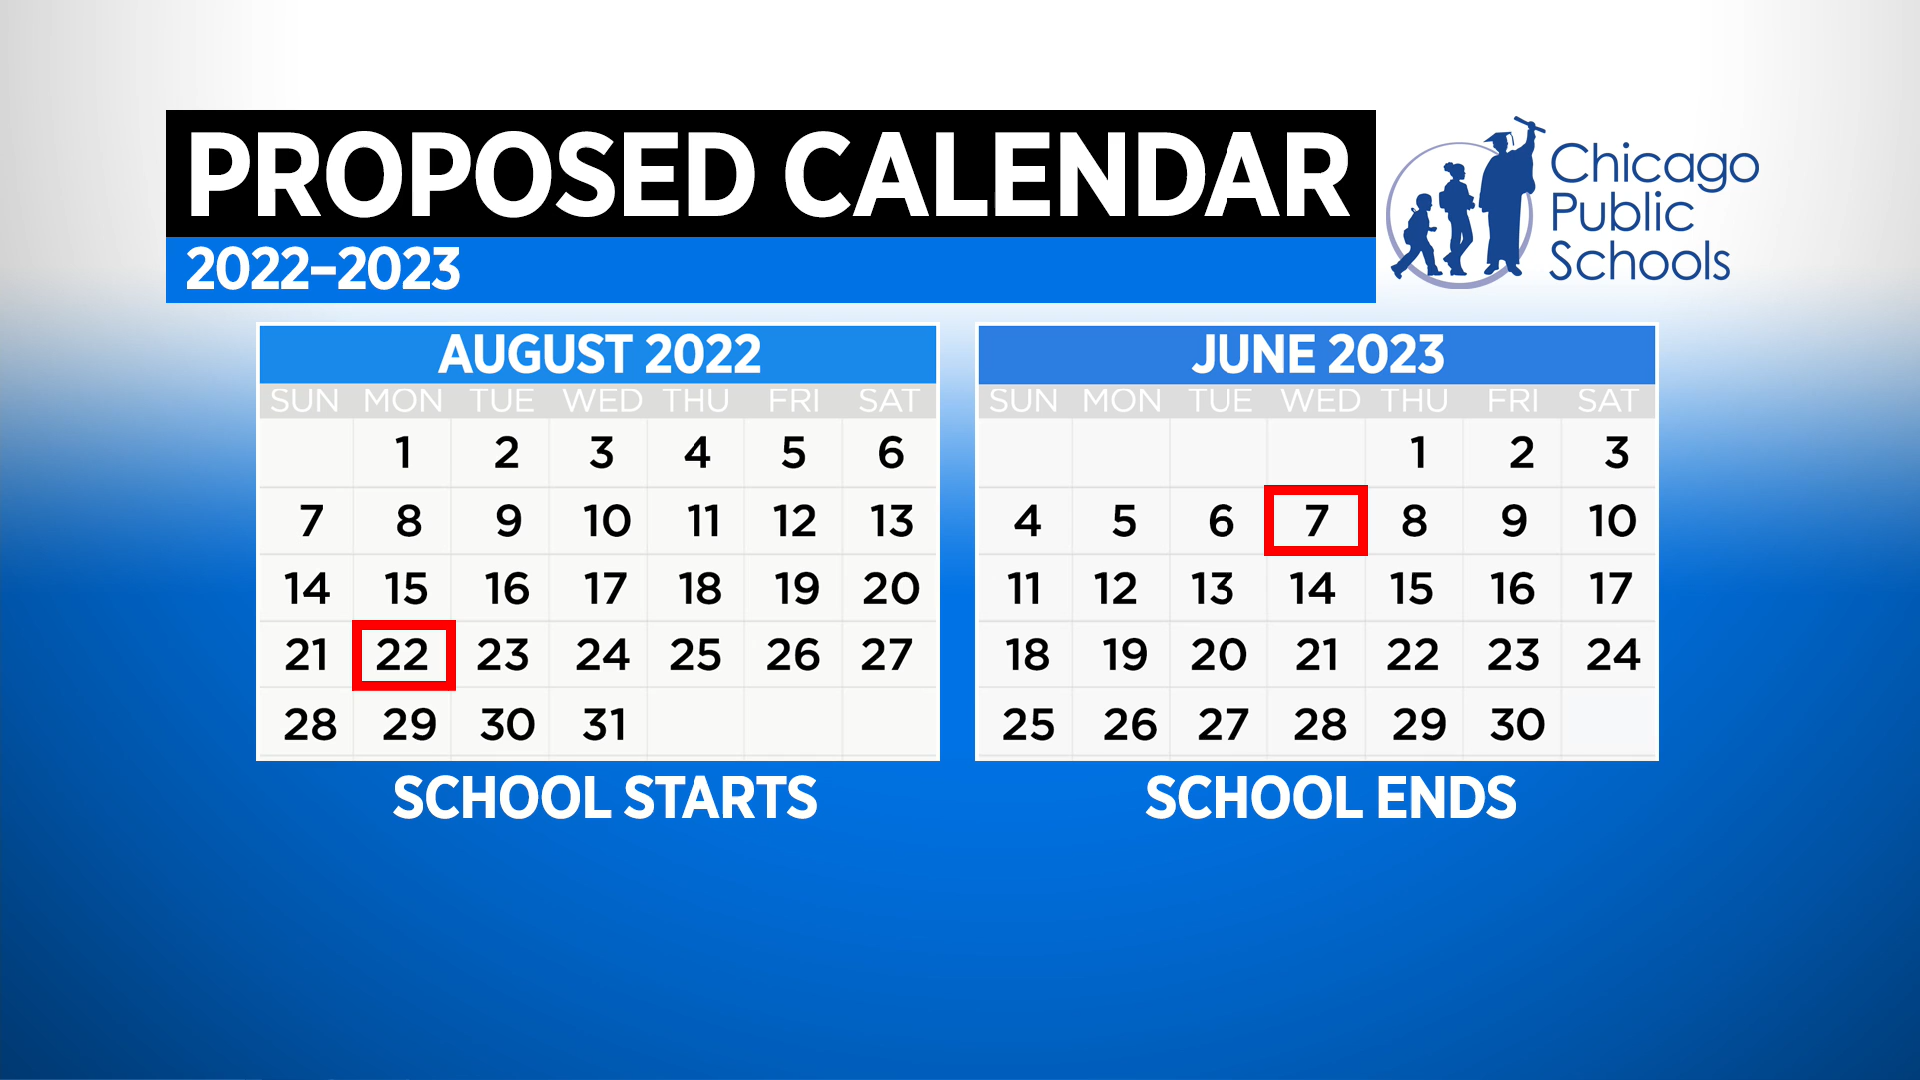 PROPOSED CALENDAR
2022–2023
Chicago
Public
Schools
AUGUST 2022
SUN MON TUE WED THU FRI SAT
1 2 3 4 5 6
7 8 9 10 11 12 13
14 15 16 17 18 19 20
21 22 23 24 25 26 27
28 29 30 31
SCHOOL STARTS
JUNE 2023
SUN MON TUE WED THU FRI SAT
1 2 3
4 5 6 7 8 9 10
11 12 13 14 15 16 17
18 19 20 21 22 23 24
25 26 27 28 29 30
SCHOOL ENDS